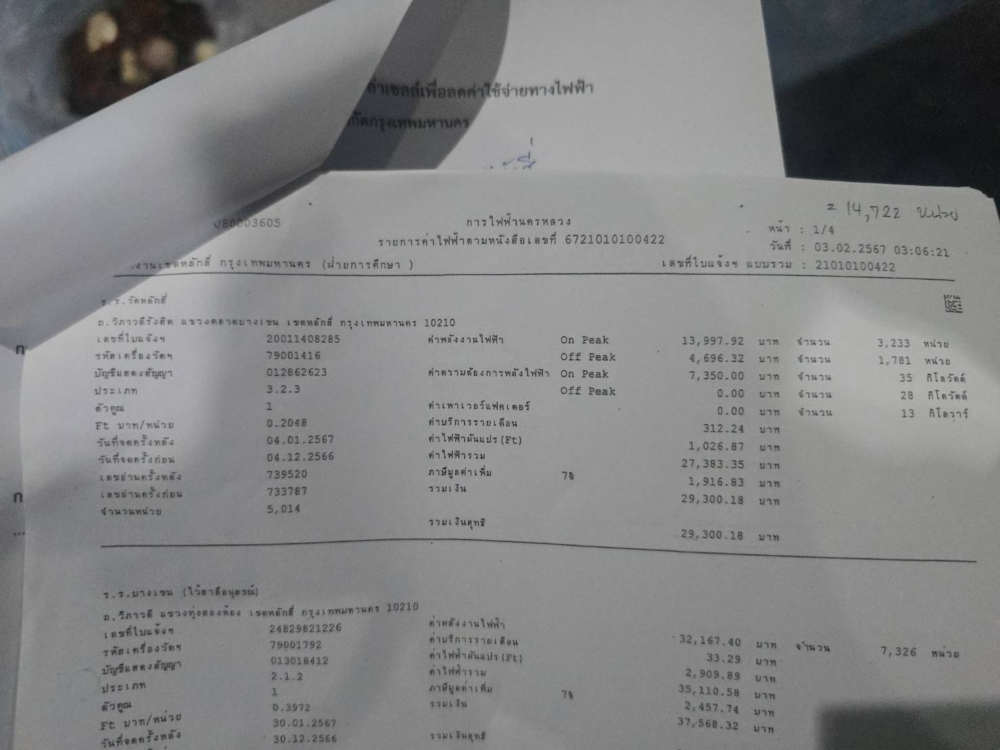 ล่าเซลล์เพื่อลดค่าใช้จ่ายทางไฟฟ้า
กัดกรุงเทพมหานคร
= 14,722 หน่วย
U8000360S การไฟฟ้านครหลวง หน้า : 1/4
รายการค่าไฟฟ้าตามหนังสือเลขที่ 6721010100422 วันที่ : 03.02.2567 03:06:21
.งานเขตหลักสี่ กรุงเทพมหานคร (ฝ่ายการศึกษา ) เลขที่ใบแจ้งฯ แบบรวม : 21010100422
ร.ร.วัดหลักสี่
ถ.วิภาวดีรังสิต แขวงตลาดบางเขน เขตหลักสี่ กรุงเทพมหานคร 10210
เลขที่ใบแจ้งฯ 20011408285 ค่าพลังงานไฟฟ้า On Peak 13,997.92 บาท จำนวน 3,233 หน่วย
รหัสเครื่องวัดฯ 79001416 Off Peak 4,696.32 บาท จำนวน 1,781 หน่วย
บัญชีแสดงสัญญา 012862623 ค่าความต้องการพลังไฟฟ้า On Peak 7,350.00 บาท จำนวน 35 กิโลวัตต์
ประเภท 3.2.3 Off Peak 0.00 บาท จำนวน 28 กิโลวัตต์
ตัวคูณ 1 ค่าเพาเวอร์แฟคเตอร์ 0.00 บาท จำนวน 13 กิโลวาร์
Ft บาท/หน่วย 0.2048 ค่าบริการรายเดือน 312.24 บาท
วันที่จดครั้งหลัง 04.01.2567 ค่าไฟฟ้าผันแปร(Ft) 1,026.87 บาท
วันที่จดครั้งก่อน 04.12.2566 ค่าไฟฟ้ารวม 27,383.35 บาท
เลขอ่านครั้งหลัง 739520 ภาษีมูลค่าเพิ่ม 7% 1,916.83 บาท
เลขอ่านครั้งก่อน 733787 รวมเงิน 29,300.18 บาท
จำนวนหน่วย 5,014
รวมเงินสุทธิ 29,300.18 บาท
ร.ร.บางเขน (ไว้สาลีอนุสรณ์)
ถ.วิภาวดี แขวงทุ่งสองห้อง เขตหลักสี่ กรุงเทพมหานคร 10210
เลขที่ใบแจ้งฯ 24829821226 ค่าพลังงานไฟฟ้า 32,167.40 บาท จำนวน 7,326 หน่วย
รหัสเครื่องวัดฯ 79001792 ค่าบริการรายเดือน 33.29 บาท
บัญชีแสดงสัญญา 013018412 ค่าไฟฟ้าผันแปร(Ft) 2,909.89 บาท
ประเภท 2.1.2 ค่าไฟฟ้ารวม 35,110.58 บาท
ตัวคูณ 1 ภาษีมูลค่าเพิ่ม 7% 2,457.74 บาท
Ft บาท/หน่วย 0.3972 รวมเงิน 37,568.32 บาท
วันที่จดครั้งหลัง 30.01.2567
30.12.2566 รวมเงินสุทธิ